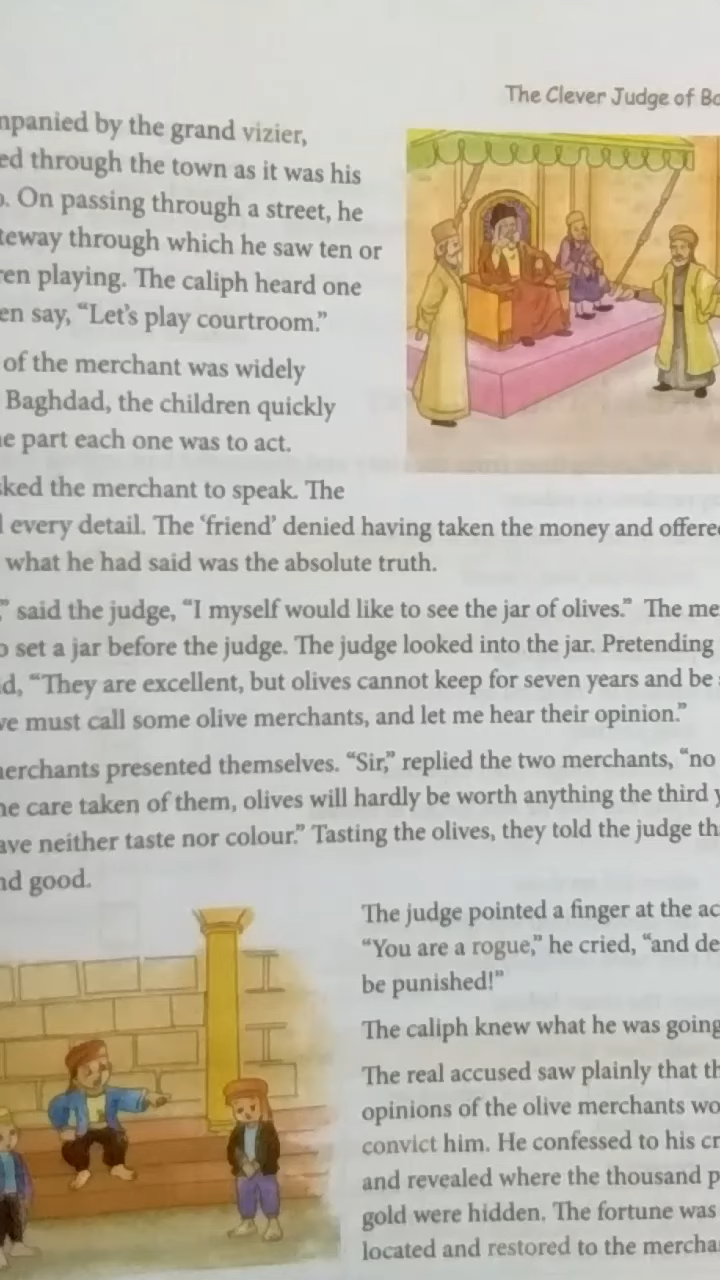 The Clever Judge of
mpanied by the grand vizier,
ed through the town as it was his
. On passing through a street, he
teway through which he saw ten or
ren playing. The caliph heard one
en say, “Let’s play courtroom.”
of the merchant was widely
Baghdad, the children quickly
e part each one was to act.
ked the merchant to speak. The
every detail. The ‘friend’ denied having taken the money and offere
what he had said was the absolute truth.
,” said the judge, “I myself would like to see the jar of olives.” The me
o set a jar before the judge. The judge looked into the jar. Pretending
d, “They are excellent, but olives cannot keep for seven years and be
ve must call some olive merchants, and let me hear their opinion.”
erchants presented themselves. “Sir,” replied the two merchants, “no
he care taken of them, olives will hardly be worth anything the third y
ave neither taste nor colour.” Tasting the olives, they told the judge th
nd good.
The judge pointed a finger at the ac
“You are a rogue,” he cried, “and de
be punished!”
The caliph knew what he was going
The real accused saw plainly that th
opinions of the olive merchants wo
convict him. He confessed to his cr
and revealed where the thousand p
gold were hidden. The fortune was
located and restored to the mercha